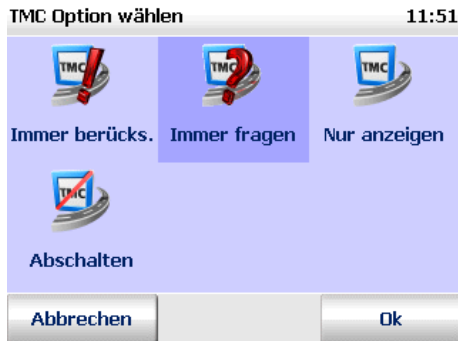 TMC Option wählen 11:51
TMC TMC TMC
Immer berücks. Immer fragen Nur anzeigen
TMC
Abschalten
Abbrechen Ok